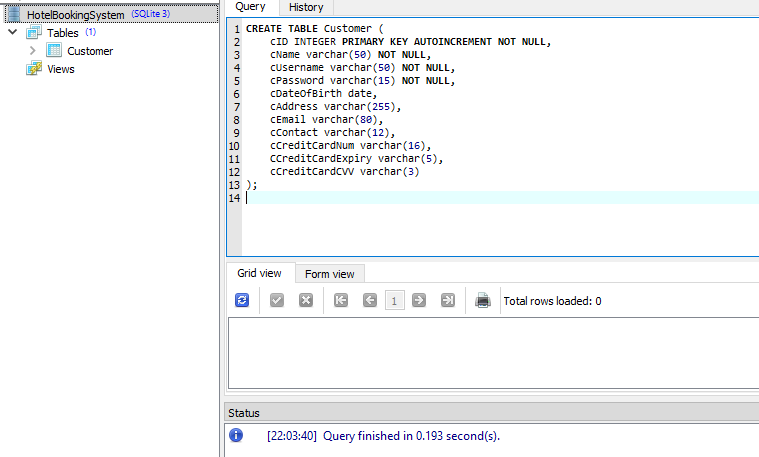 HotelBookingSystem (SQLite 3)
Tables (1)
Customer
Views
Query History
1 CREATE TABLE Customer (
2 cID INTEGER PRIMARY KEY AUTOINCREMENT NOT NULL,
3 cName varchar(50) NOT NULL,
4 cUsername varchar(50) NOT NULL,
5 cPassword varchar(15) NOT NULL,
6 cDateOfBirth date,
7 cAddress varchar(255),
8 cEmail varchar(80),
9 cContact varchar(12),
10 cCreditCardNum varchar(16),
11 CCreditCardExpiry varchar(5),
12 cCreditCardCVV varchar(3)
13 );
14
Grid view Form view
1 Total rows loaded: 0
Status
[22:03:40] Query finished in 0.193 second(s).